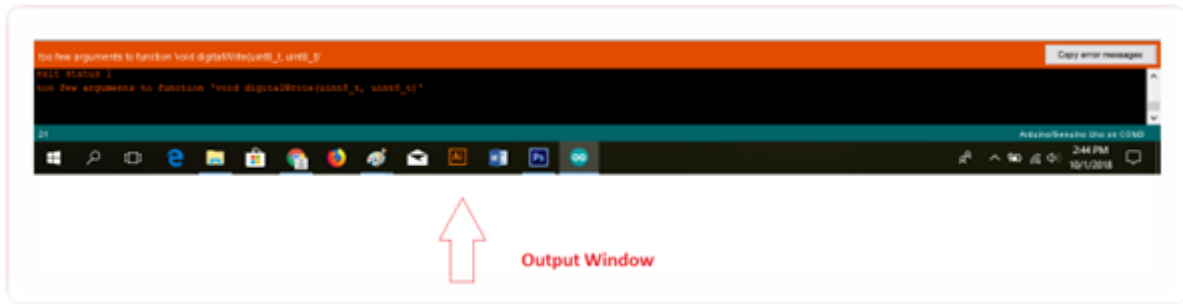 too few arguments to function 'void digitalWrite(uint8_t, uint8_t)'
Copy error messages
exit status 1
too few arguments to function 'void digitalWrite(uint8_t, uint8_t)'
21
Arduino/Genuino Uno on COM3
Ai
Ps
2:44 PM
10/1/2018
Output Window